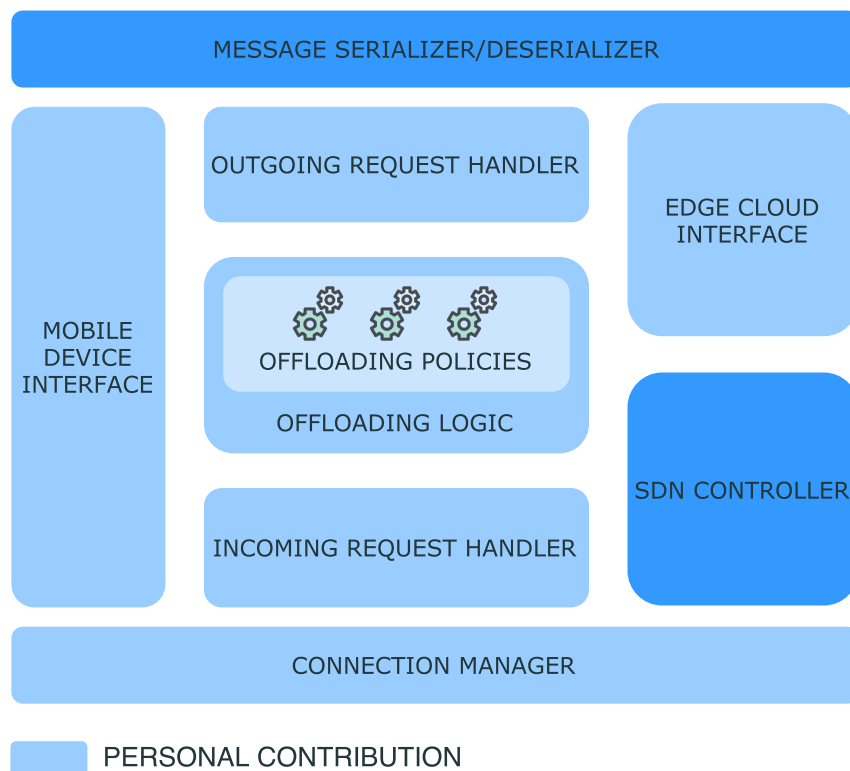 MESSAGE SERIALIZER/DESERIALIZER
OUTGOING REQUEST HANDLER
EDGE CLOUD
INTERFACE
MOBILE
DEVICE
INTERFACE
OFFLOADING POLICIES
OFFLOADING LOGIC
SDN CONTROLLER
INCOMING REQUEST HANDLER
CONNECTION MANAGER
PERSONAL CONTRIBUTION